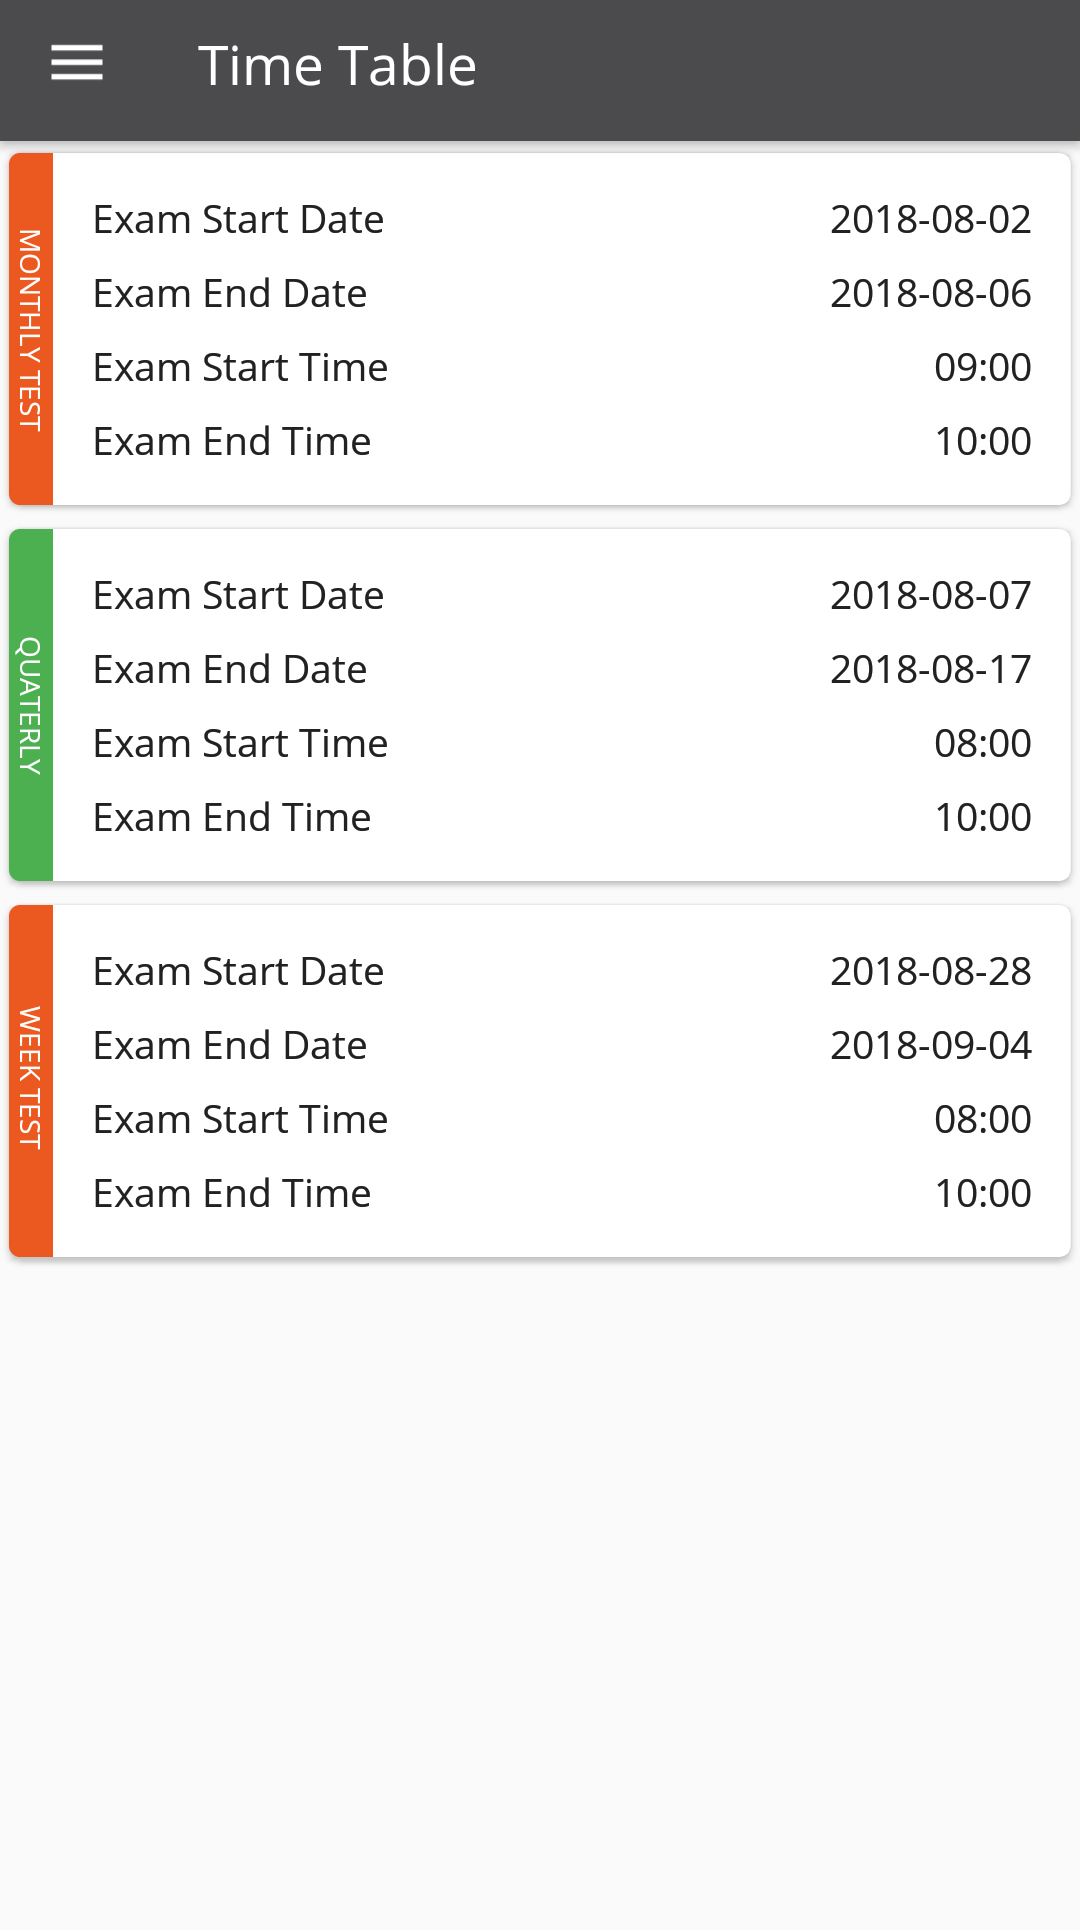 Time Table
MONTHLY TEST
Exam Start Date 2018-08-02
Exam End Date 2018-08-06
Exam Start Time 09:00
Exam End Time 10:00
QUATERLY
Exam Start Date 2018-08-07
Exam End Date 2018-08-17
Exam Start Time 08:00
Exam End Time 10:00
WEEK TEST
Exam Start Date 2018-08-28
Exam End Date 2018-09-04
Exam Start Time 08:00
Exam End Time 10:00